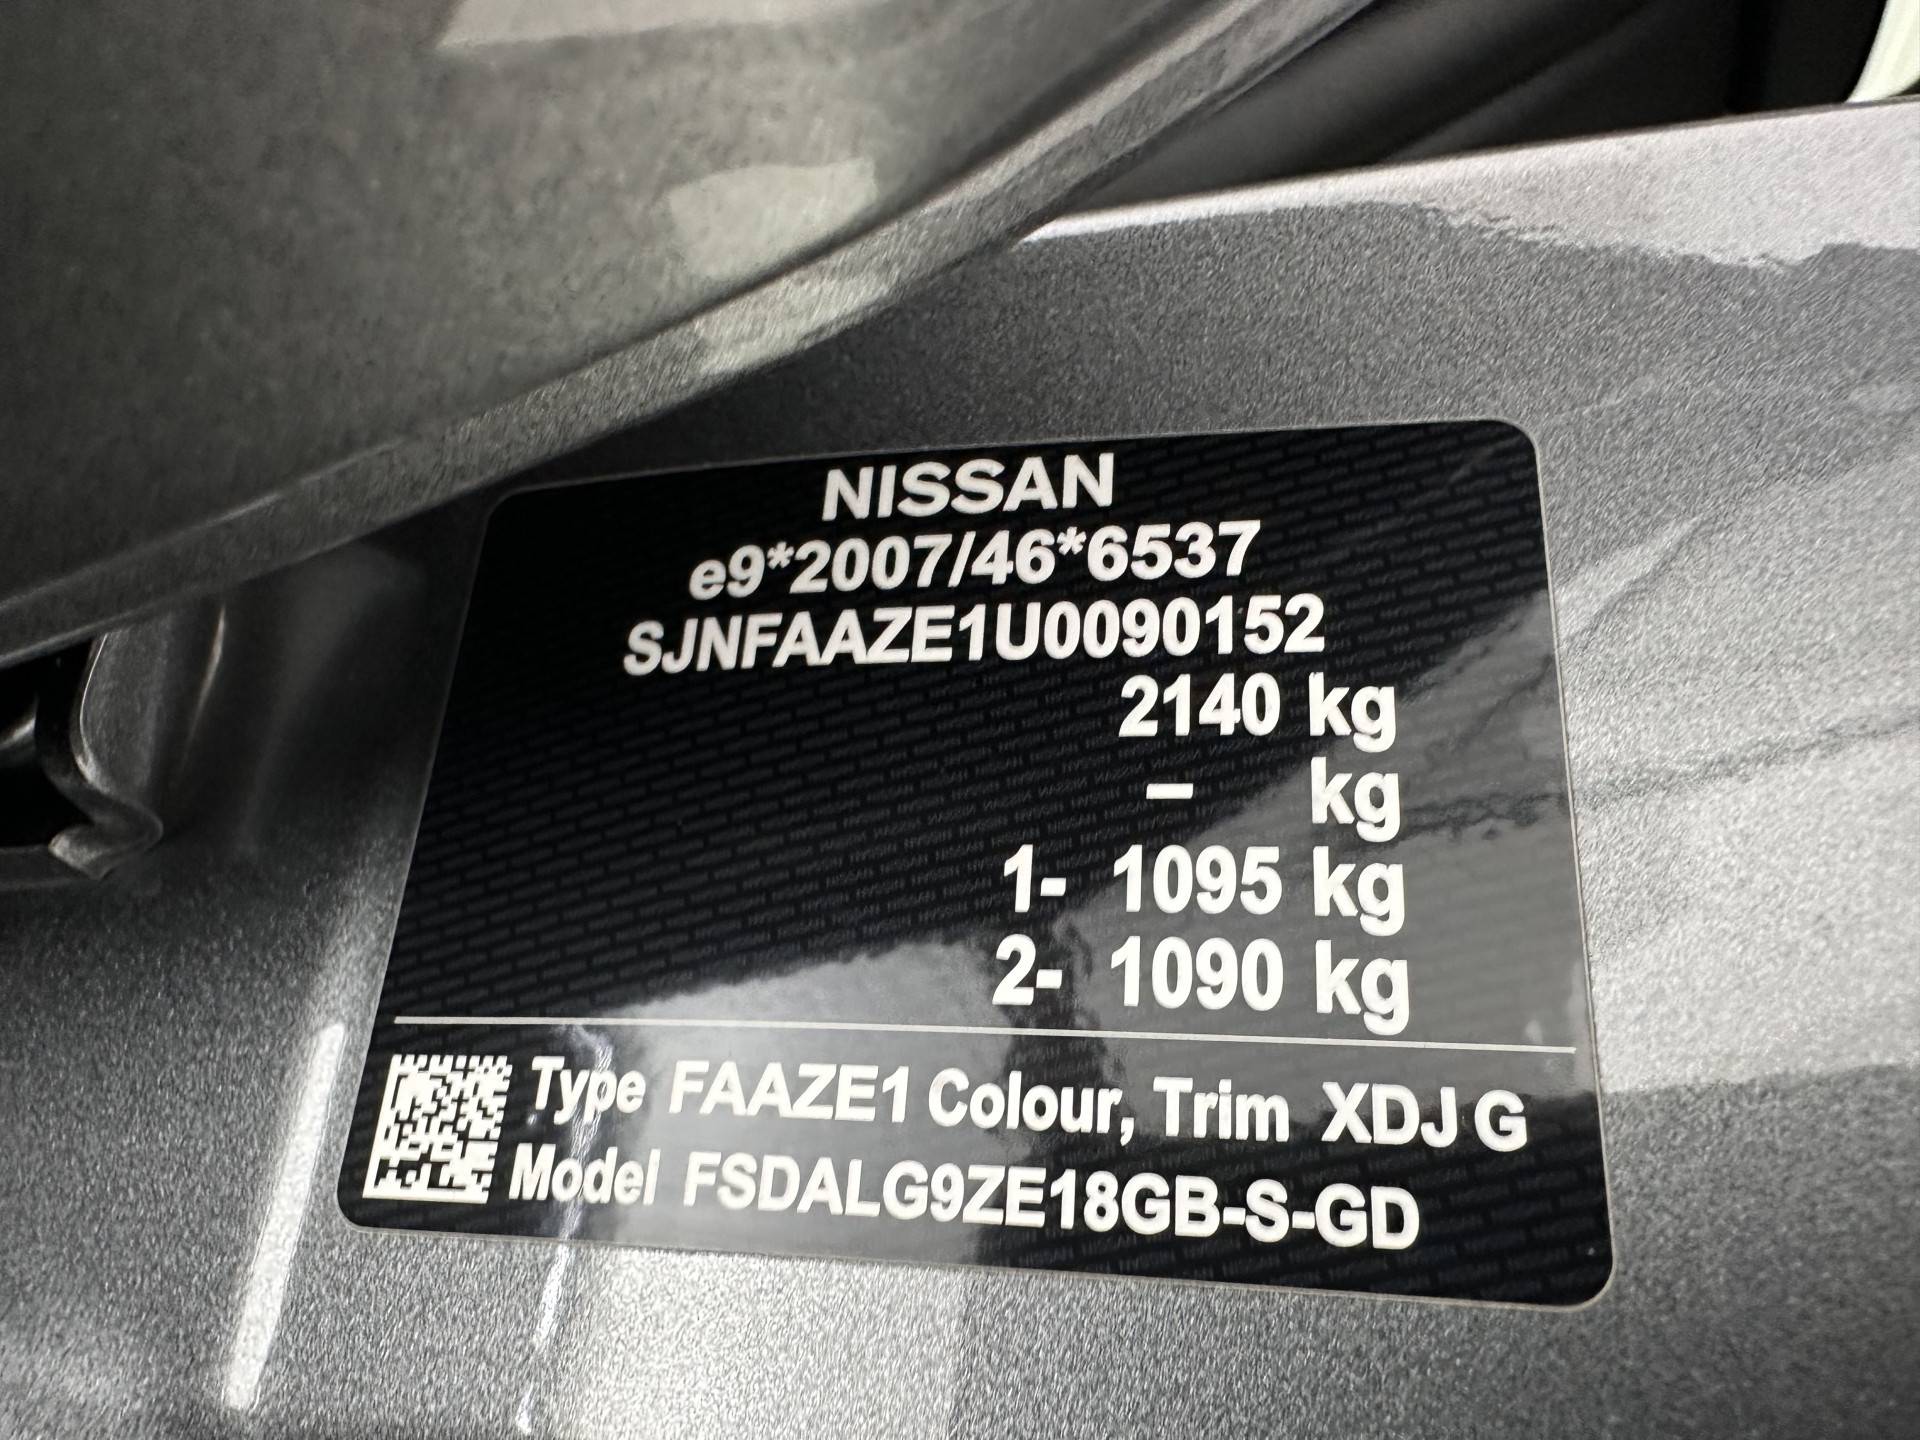 NISSAN
e9*2007/46*6537
SJNFAAZE1U0090152
2140 kg
– kg
1- 1095 kg
2- 1090 kg
Type FAAZE1 Colour, Trim XDJ G
Model FSDALG9ZE18GB-S-GD